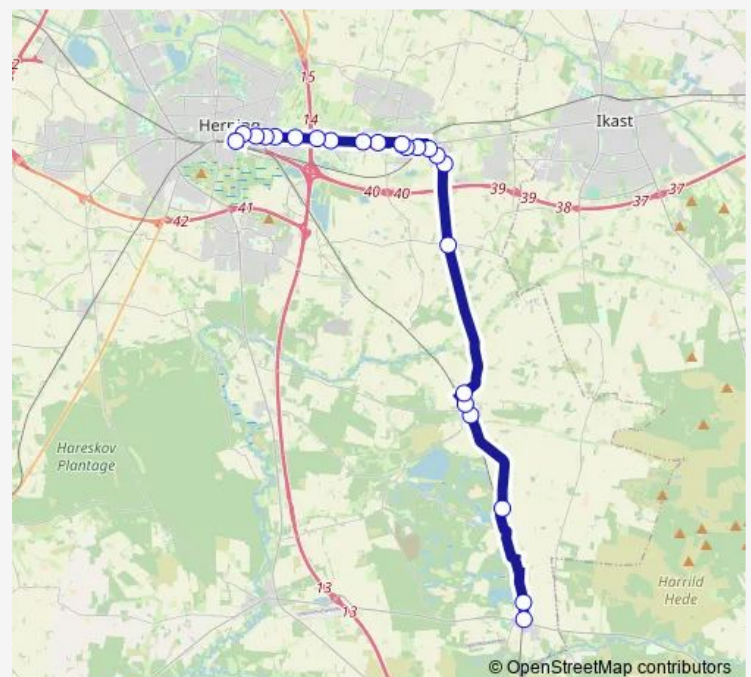 2
15
Herning
14
Ikast
40 40
39
39
38
37
37
42
41
Hareskov
Plantage
Harrild
Hede
13
13
© OpenStreetMap contributors